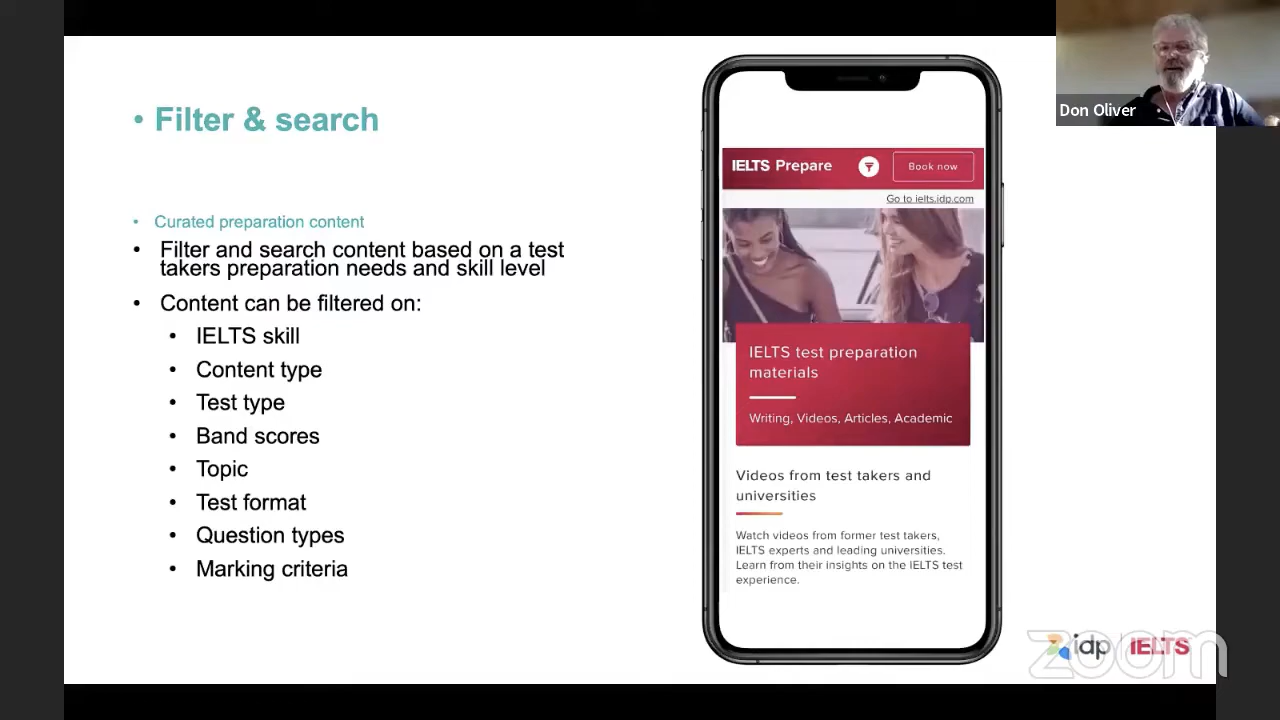 • Filter & search
• Curated preparation content
• Filter and search content based on a test
takers preparation needs and skill level
• Content can be filtered on:
• IELTS skill
• Content type
• Test type
• Band scores
• Topic
• Test format
• Question types
• Marking criteria
IELTS Prepare
Book now
Go to ielts.idp.com
IELTS test preparation
materials
Writing, Videos, Articles, Academic
Videos from test takers and
universities
Watch videos from former test takers,
IELTS experts and leading universities.
Learn from their insights on the IELTS test
experience.
Don Oliver
idp IELTS
zoom